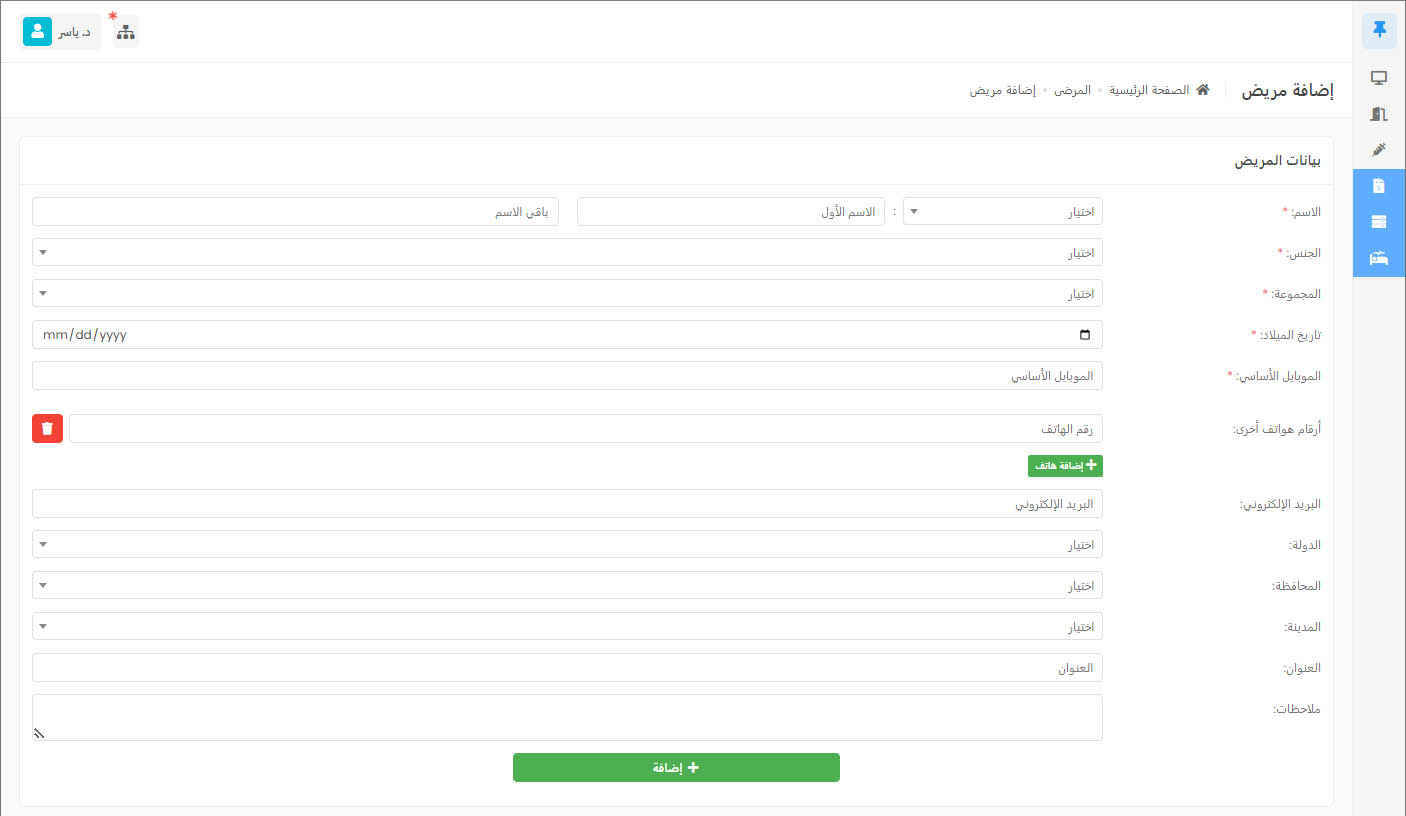 د. ياسر
إضافة مريض
الصفحة الرئيسية • المرضى • إضافة مريض
بيانات المريض
الاسم: * اختيار : الاسم الأول باقي الاسم
الجنس: * اختيار
المجموعة: * اختيار
تاريخ الميلاد: * mm/dd/yyyy
الموبايل الأساسي: * الموبايل الأساسي
أرقام هواتف أخرى: رقم الهاتف
إضافة هاتف
البريد الإلكتروني: البريد الإلكتروني
الدولة: اختيار
المحافظة: اختيار
المدينة: اختيار
العنوان: العنوان
ملاحظات:
إضافة